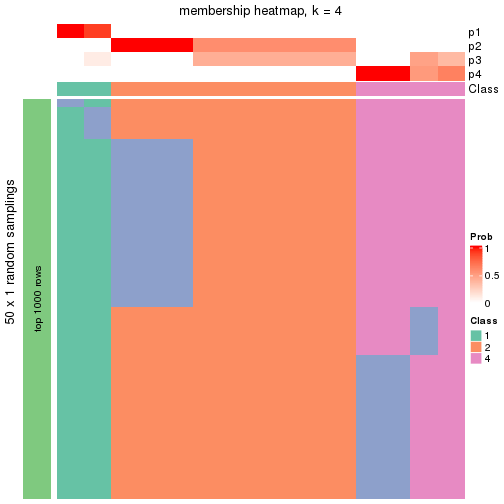 membership heatmap, k = 4
p1
p2
p3
p4
Class
50 x 1 random samplings
top 1000 rows
Prob
1
0.5
0
Class
1
2
4